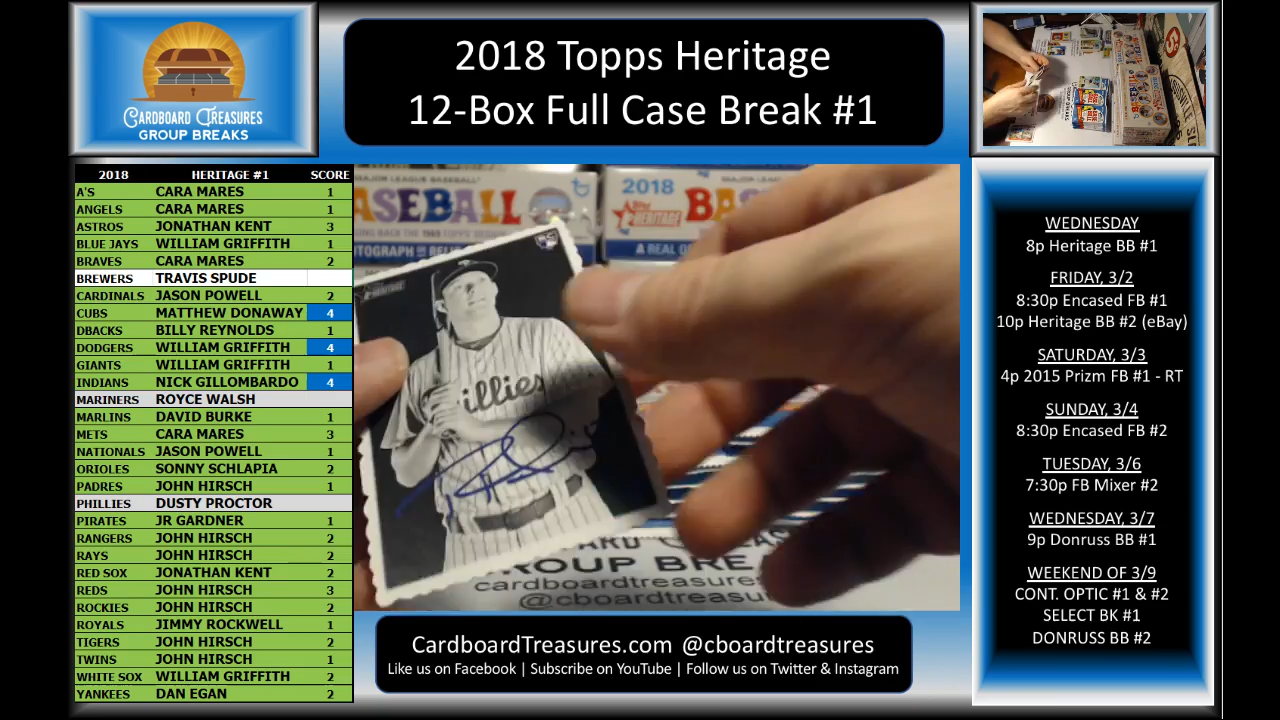 CARDBOARD TREASURES
GROUP BREAKS
2018 Topps Heritage
12-Box Full Case Break #1
2018 HERITAGE #1 SCORE
A'S CARA MARES 1
ANGELS CARA MARES 1
ASTROS JONATHAN KENT 3
BLUE JAYS WILLIAM GRIFFITH 1
BRAVES CARA MARES 2
BREWERS TRAVIS SPUDE
CARDINALS JASON POWELL 2
CUBS MATTHEW DONAWAY 4
DBACKS BILLY REYNOLDS 1
DODGERS WILLIAM GRIFFITH 4
GIANTS WILLIAM GRIFFITH 1
INDIANS NICK GILLOMBARDO 4
MARINERS ROYCE WALSH
MARLINS DAVID BURKE 1
METS CARA MARES 3
NATIONALS JASON POWELL 1
ORIOLES SONNY SCHLAPIA 2
PADRES JOHN HIRSCH 1
PHILLIES DUSTY PROCTOR
PIRATES JR GARDNER 1
RANGERS JOHN HIRSCH 2
RAYS JOHN HIRSCH 2
RED SOX JONATHAN KENT 2
REDS JOHN HIRSCH 3
ROCKIES JOHN HIRSCH 2
ROYALS JIMMY ROCKWELL 1
TIGERS JOHN HIRSCH 2
TWINS JOHN HIRSCH 1
WHITE SOX WILLIAM GRIFFITH 2
YANKEES DAN EGAN 2
ASEBALL
2018
Topps
HERITAGE
BA
A REAL
HERITAGE
illies
GROUP BRE
cardboardtreasu
@cboardtreasu
CardboardTreasures.com @cboardtreasures
Like us on Facebook | Subscribe on YouTube | Follow us on Twitter & Instagram
WEDNESDAY
8p Heritage BB #1
FRIDAY, 3/2
8:30p Encased FB #1
10p Heritage BB #2 (eBay)
SATURDAY, 3/3
4p 2015 Prizm FB #1 - RT
SUNDAY, 3/4
8:30p Encased FB #2
TUESDAY, 3/6
7:30p FB Mixer #2
WEDNESDAY, 3/7
9p Donruss BB #1
WEEKEND OF 3/9
CONT. OPTIC #1 & #2
SELECT BK #1
DONRUSS BB #2